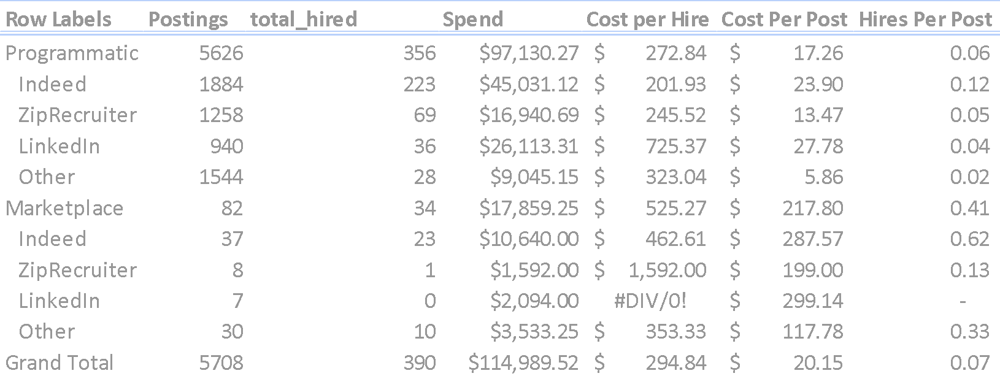 Row Labels Postings total_hired Spend Cost per Hire Cost Per Post Hires Per Post
Programmatic 5626 356 $97,130.27 $ 272.84 $ 17.26 0.06
Indeed 1884 223 $45,031.12 $ 201.93 $ 23.90 0.12
ZipRecruiter 1258 69 $16,940.69 $ 245.52 $ 13.47 0.05
LinkedIn 940 36 $26,113.31 $ 725.37 $ 27.78 0.04
Other 1544 28 $9,045.15 $ 323.04 $ 5.86 0.02
Marketplace 82 34 $17,859.25 $ 525.27 $ 217.80 0.41
Indeed 37 23 $10,640.00 $ 462.61 $ 287.57 0.62
ZipRecruiter 8 1 $1,592.00 $ 1,592.00 $ 199.00 0.13
LinkedIn 7 0 $2,094.00 #DIV/0! $ 299.14 -
Other 30 10 $3,533.25 $ 353.33 $ 117.78 0.33
Grand Total 5708 390 $114,989.52 $ 294.84 $ 20.15 0.07